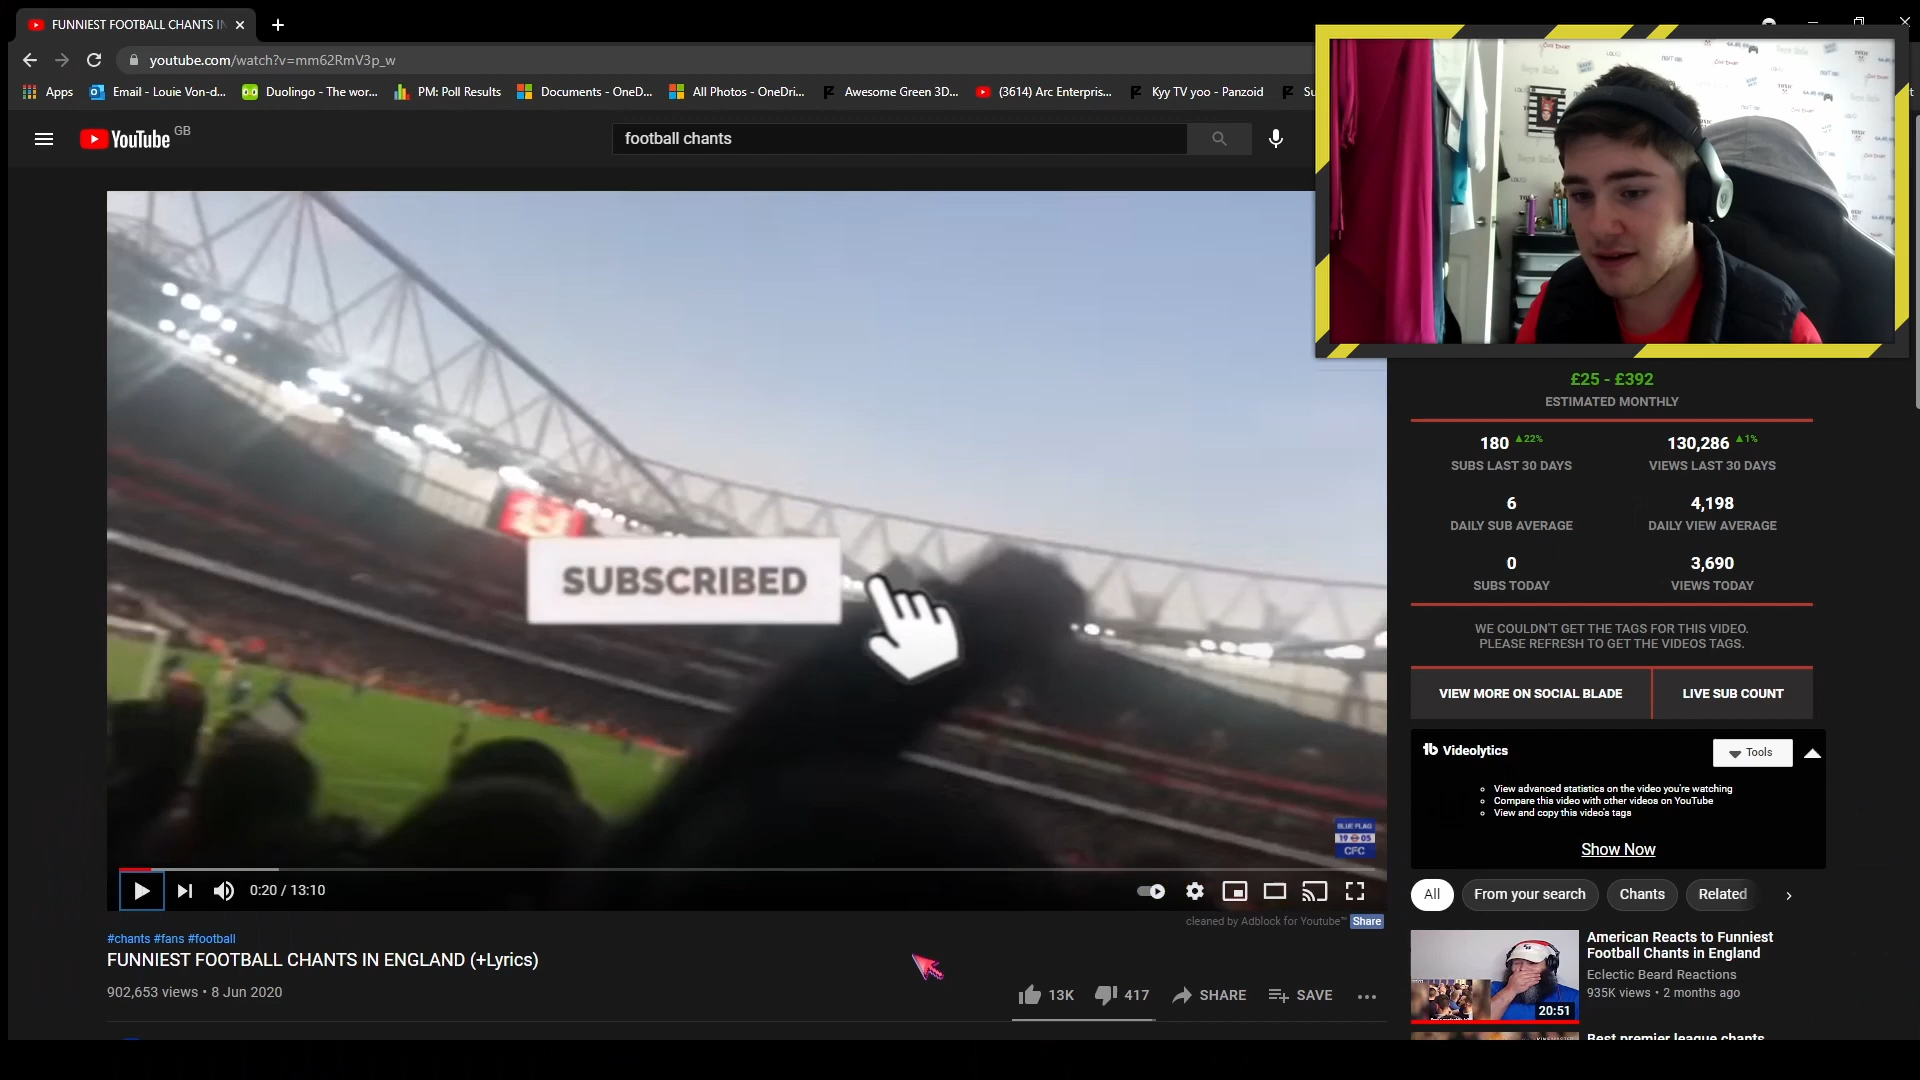 FUNNIEST FOOTBALL CHANTS IN
youtube.com/watch?v=mm62RmV3p_w
Apps
Email - Louie Von-d...
Duolingo - The wor...
PM: Poll Results
Documents - OneD...
All Photos - OneDri...
Awesome Green 3D...
(3614) Arc Enterpris...
Kyy TV yoo - Panzoid
YouTube GB
football chants
SUBSCRIBED
BLUE FLAG
19 05
CFC
0:20 / 13:10
cleaned by Adblock for Youtube™ Share
#chants #fans #football
FUNNIEST FOOTBALL CHANTS IN ENGLAND (+Lyrics)
902,653 views • 8 Jun 2020
13K
417
SHARE
SAVE
£25 - £392
ESTIMATED MONTHLY
180 ▲22%
130,286 ▲1%
SUBS LAST 30 DAYS
VIEWS LAST 30 DAYS
6
4,198
DAILY SUB AVERAGE
DAILY VIEW AVERAGE
0
3,690
SUBS TODAY
VIEWS TODAY
WE COULDN'T GET THE TAGS FOR THIS VIDEO.
PLEASE REFRESH TO GET THE VIDEOS TAGS.
VIEW MORE ON SOCIAL BLADE
LIVE SUB COUNT
tb Videolytics
Tools
View advanced statistics on the video you're watching
Compare this video with other videos on YouTube
View and copy this video's tags
Show Now
All
From your search
Chants
Related
American Reacts to Funniest
Football Chants in England
Eclectic Beard Reactions
935K views • 2 months ago
20:51
Best premier league chants